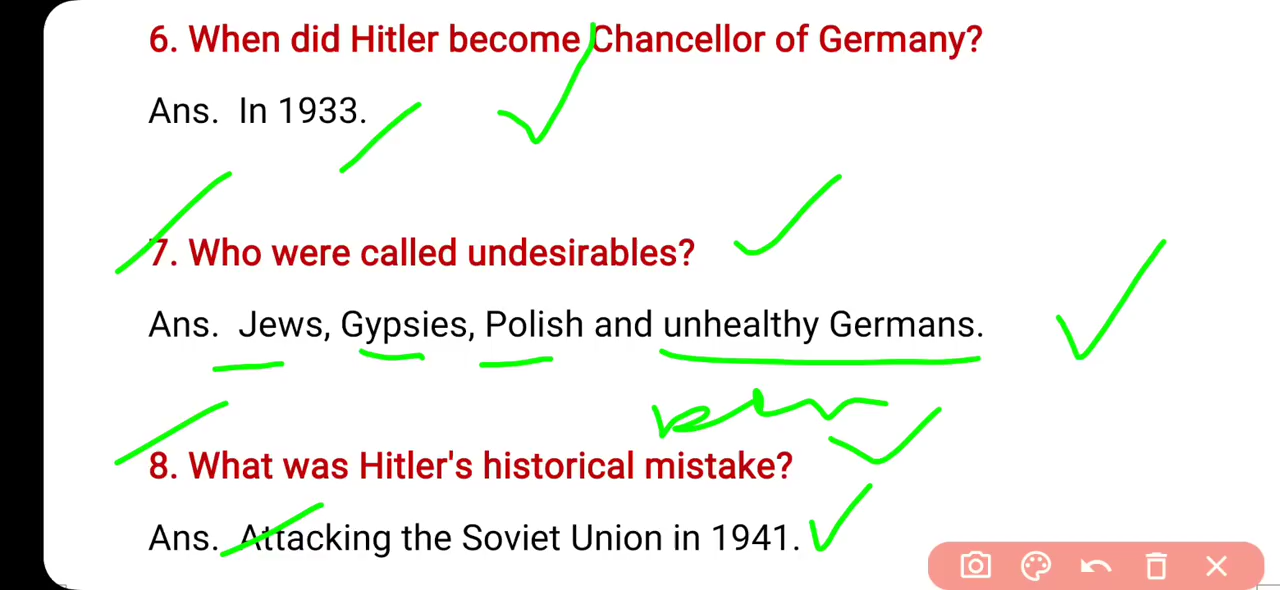 6. When did Hitler become Chancellor of Germany?
Ans. In 1933.
7. Who were called undesirables?
Ans. Jews, Gypsies, Polish and unhealthy Germans.
8. What was Hitler's historical mistake?
Ans. Attacking the Soviet Union in 1941.